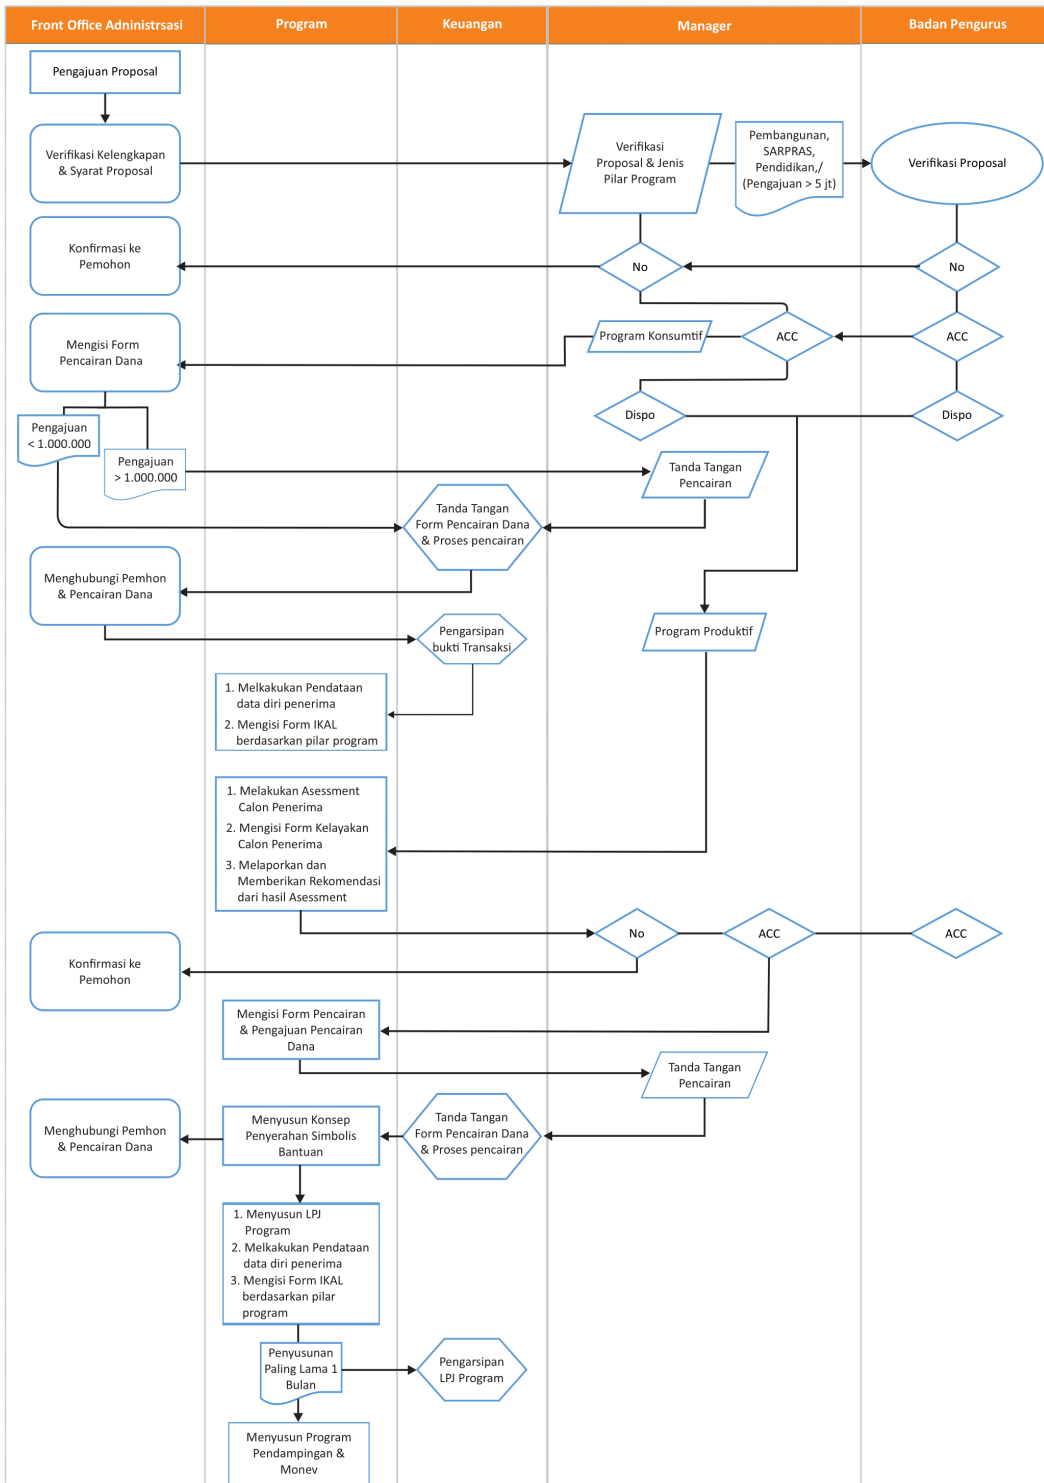 Front Office Adninistrsasi
Program
Keuangan
Manager
Badan Pengurus
Pengajuan Proposal
Verifikasi Kelengkapan
& Syarat Proposal
Verifikasi
Proposal & Jenis
Pilar Program
Pembangunan,
SARPRAS,
Pendidikan,/
(Pengajuan > 5 jt)
Verifikasi Proposal
Konfirmasi ke
Pemohon
No
No
Mengisi Form
Pencairan Dana
Program Konsumtif
ACC
ACC
Pengajuan
< 1.000.000
Dispo
Dispo
Pengajuan
> 1.000.000
Tanda Tangan
Pencairan
Tanda Tangan
Form Pencairan Dana
& Proses pencairan
Menghubungi Pemhon
& Pencairan Dana
Pengarsipan
bukti Transaksi
Program Produktif
1. Melkakukan Pendataan
data diri penerima
2. Mengisi Form IKAL
berdasarkan pilar program
1. Melakukan Asessment
Calon Penerima
2. Mengisi Form Kelayakan
Calon Penerima
3. Melaporkan dan
Memberikan Rekomendasi
dari hasil Asessment
No
ACC
ACC
Konfirmasi ke
Pemohon
Mengisi Form Pencairan
& Pengajuan Pencairan
Dana
Tanda Tangan
Pencairan
Menghubungi Pemhon
& Pencairan Dana
Menyusun Konsep
Penyerahan Simbolis
Bantuan
Tanda Tangan
Form Pencairan Dana
& Proses pencairan
1. Menyusun LPJ
Program
2. Melkakukan Pendataan
data diri penerima
3. Mengisi Form IKAL
berdasarkan pilar
program
Penyusunan
Paling Lama 1
Bulan
Pengarsipan
LPJ Program
Menyusun Program
Pendampingan &
Monev